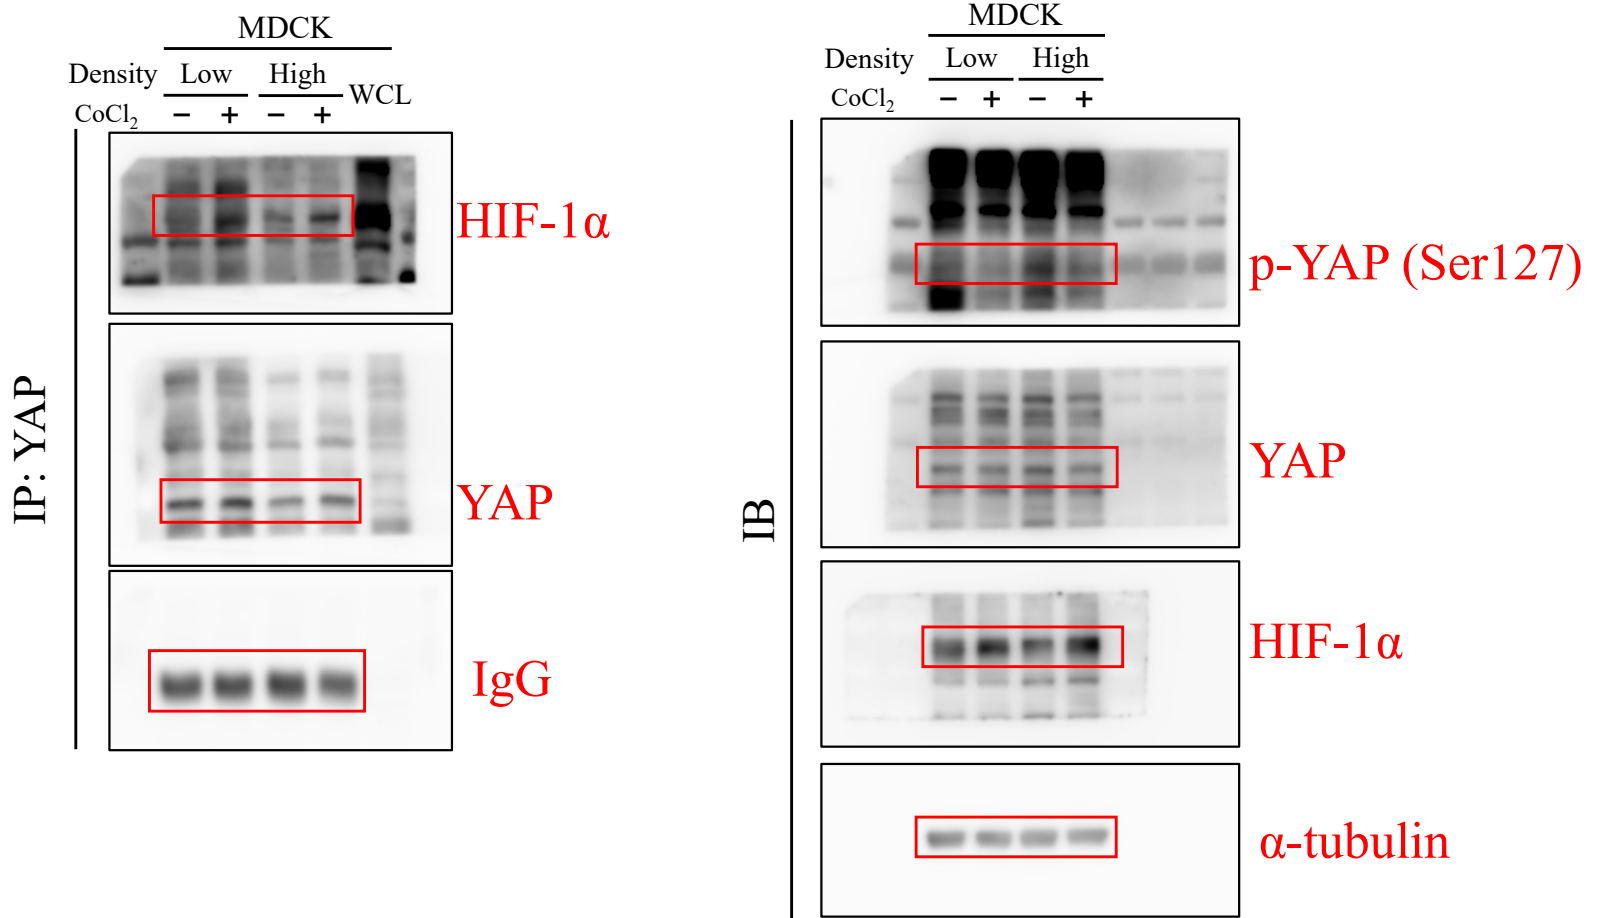 MDCK
Density Low High WCL
CoCl₂ − + − +
IP: YAP
HIF-1α
YAP
IgG
MDCK
Density Low High
CoCl₂ − + − +
IB
p-YAP (Ser127)
YAP
HIF-1α
α-tubulin